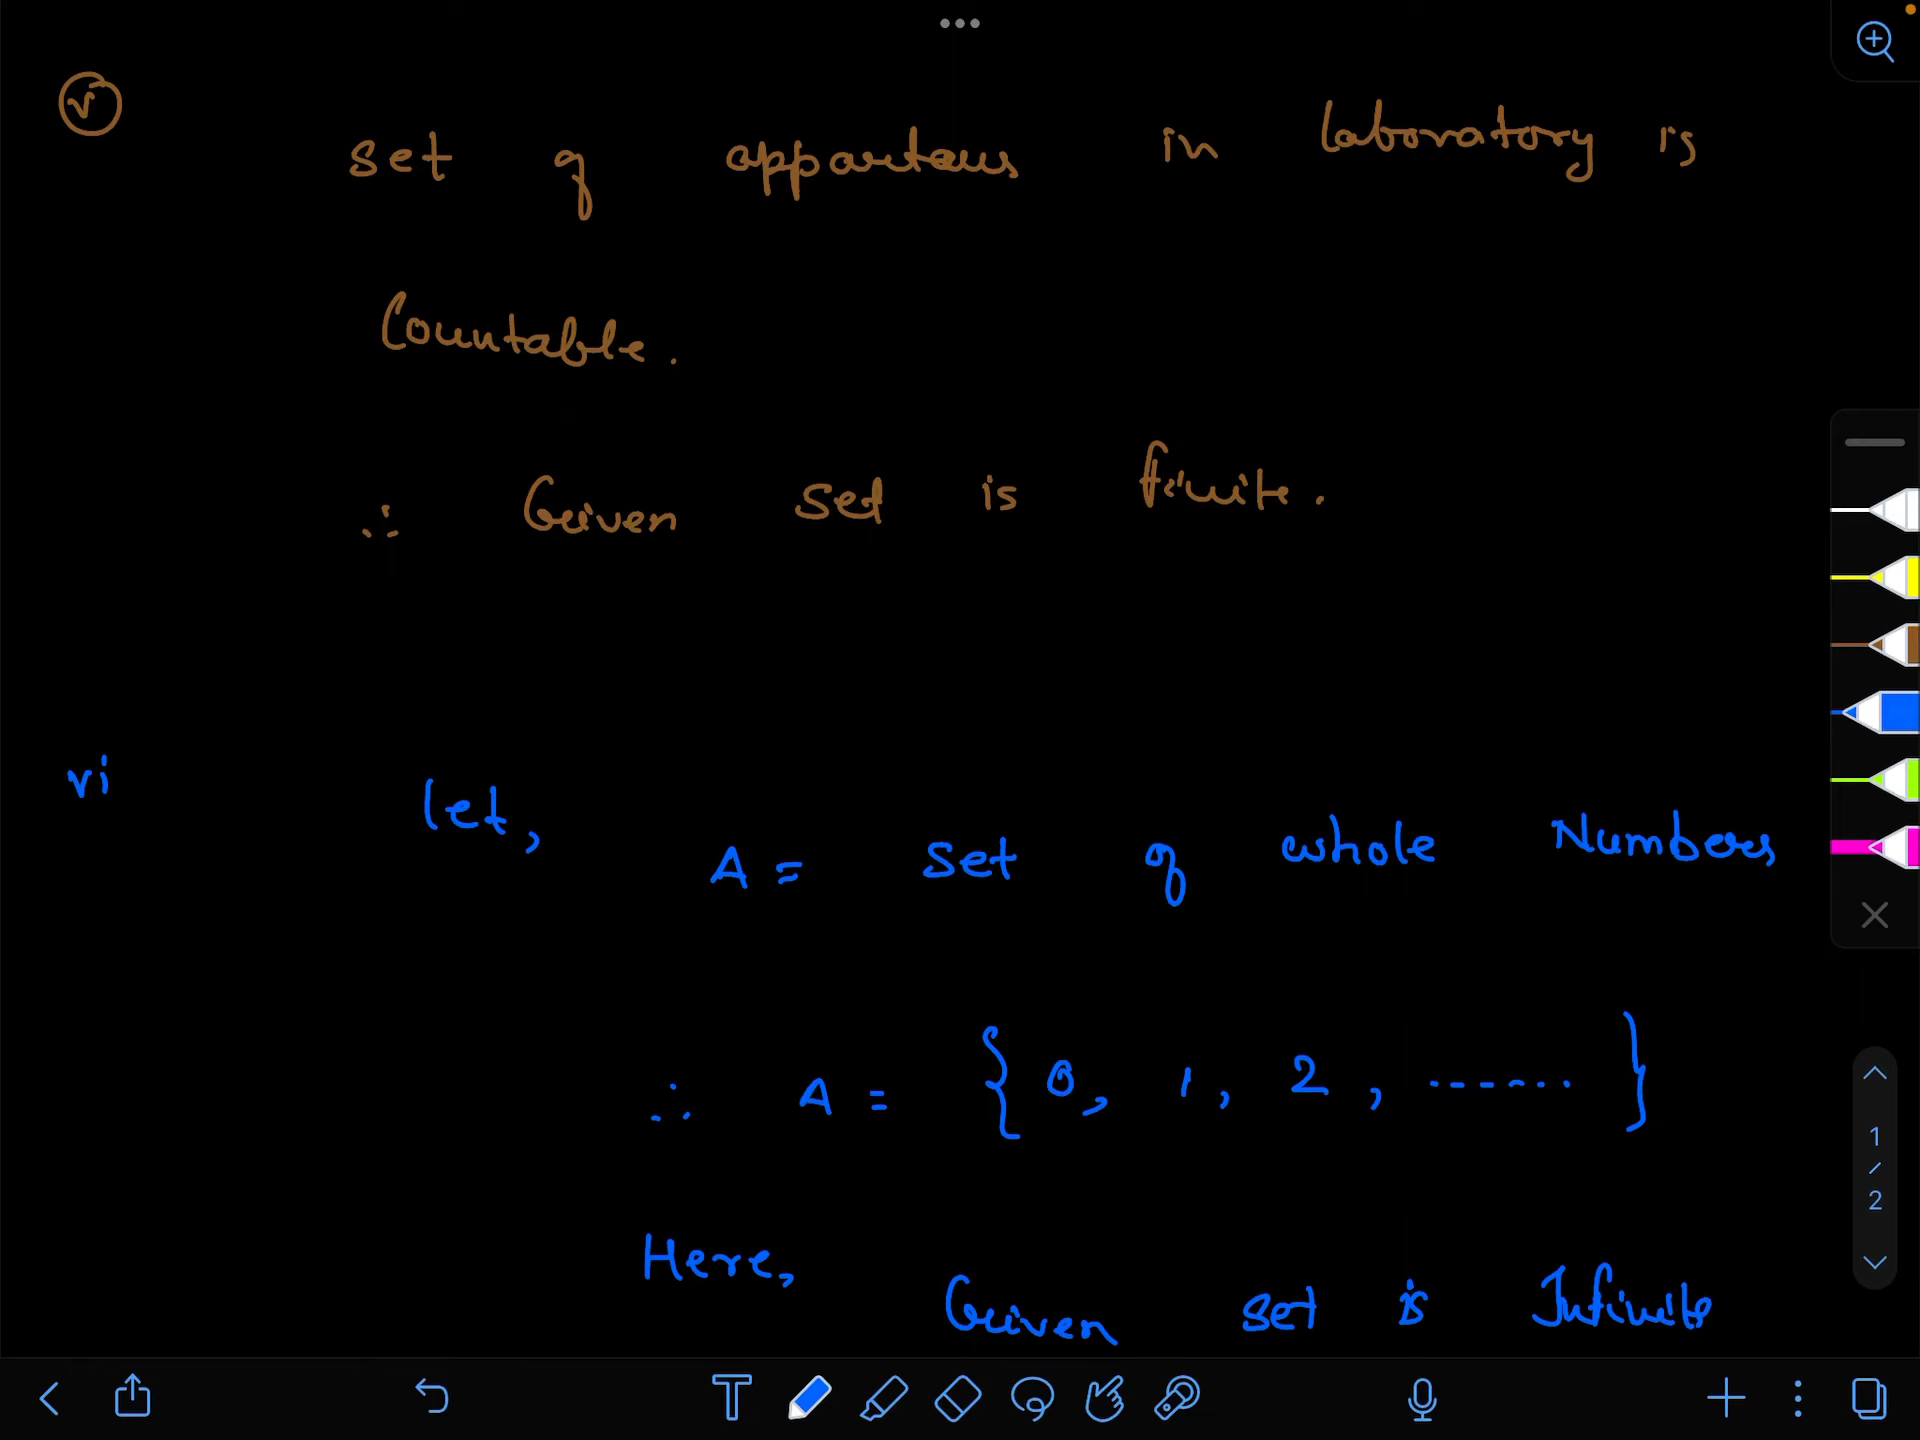 v
set of appartaus in laboratory is
Countable.
∴ Given set is finite.
vi
let,
A = set of whole Numbers
∴ A = { 0, 1, 2, ------- }
Here,
Given set is Infinite
1
/
2
T